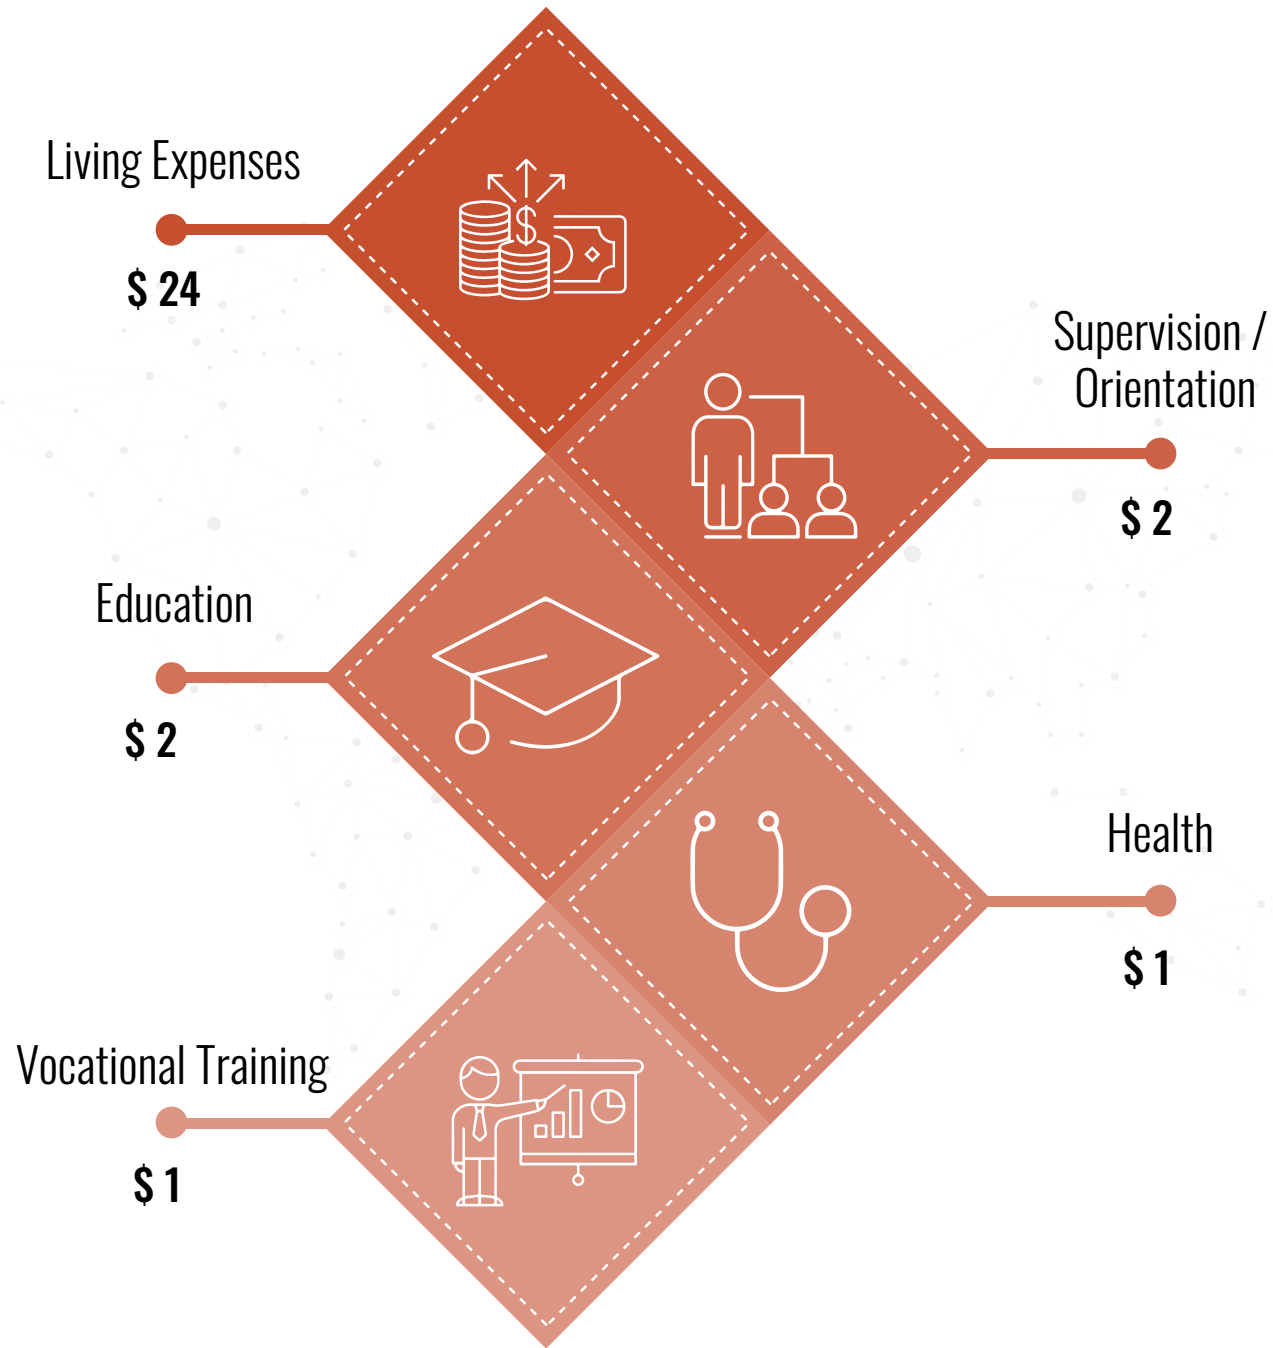 Living Expenses
$ 24
Supervision /
Orientation
$ 2
Education
$ 2
Health
$ 1
Vocational Training
$ 1